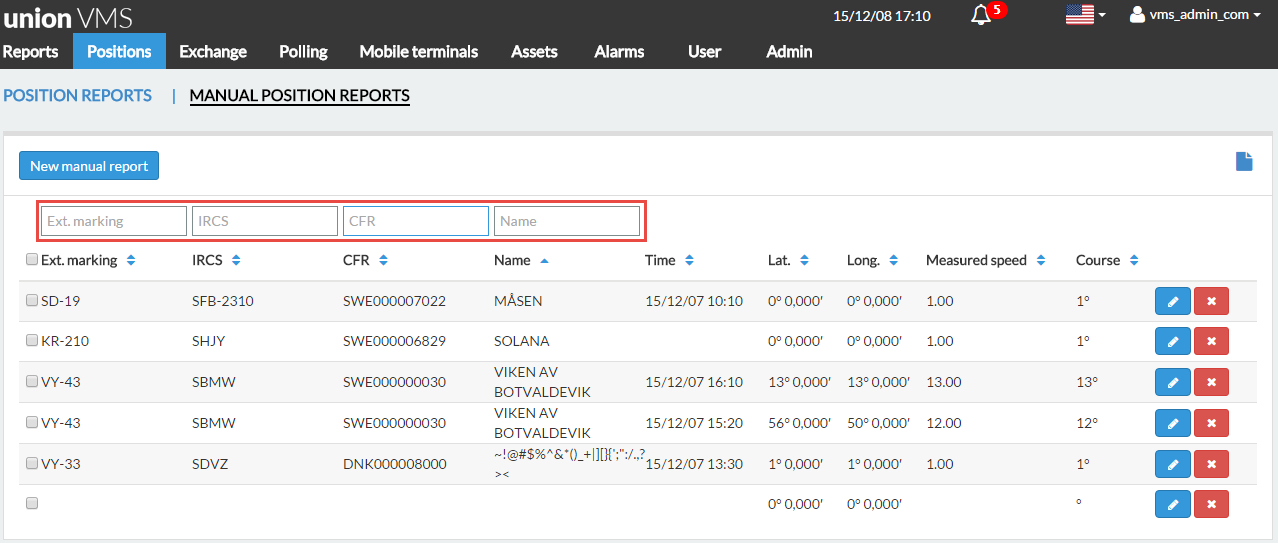 union VMS
15/12/08 17:10
5
vms_admin_com
Reports Positions Exchange Polling Mobile terminals Assets Alarms User Admin
POSITION REPORTS | MANUAL POSITION REPORTS
New manual report
Ext. marking IRCS CFR Name
Ext. marking IRCS CFR Name Time Lat. Long. Measured speed Course
SD-19 SFB-2310 SWE000007022 MÅSEN 15/12/07 10:10 0° 0,000′ 0° 0,000′ 1.00 1°
KR-210 SHJY SWE000006829 SOLANA 0° 0,000′ 0° 0,000′ 1.00 1°
VY-43 SBMW SWE000000030 VIKEN AV
BOTVALDEVIK 15/12/07 16:10 13° 0,000′ 13° 0,000′ 13.00 13°
VY-43 SBMW SWE000000030 VIKEN AV
BOTVALDEVIK 15/12/07 15:20 56° 0,000′ 50° 0,000′ 12.00 12°
VY-33 SDVZ DNK000008000 ~!@#$%^&*()_+|][}{';":/.,?
>< 15/12/07 13:30 1° 0,000′ 1° 0,000′ 1.00 1°
0° 0,000′ 0° 0,000′ °